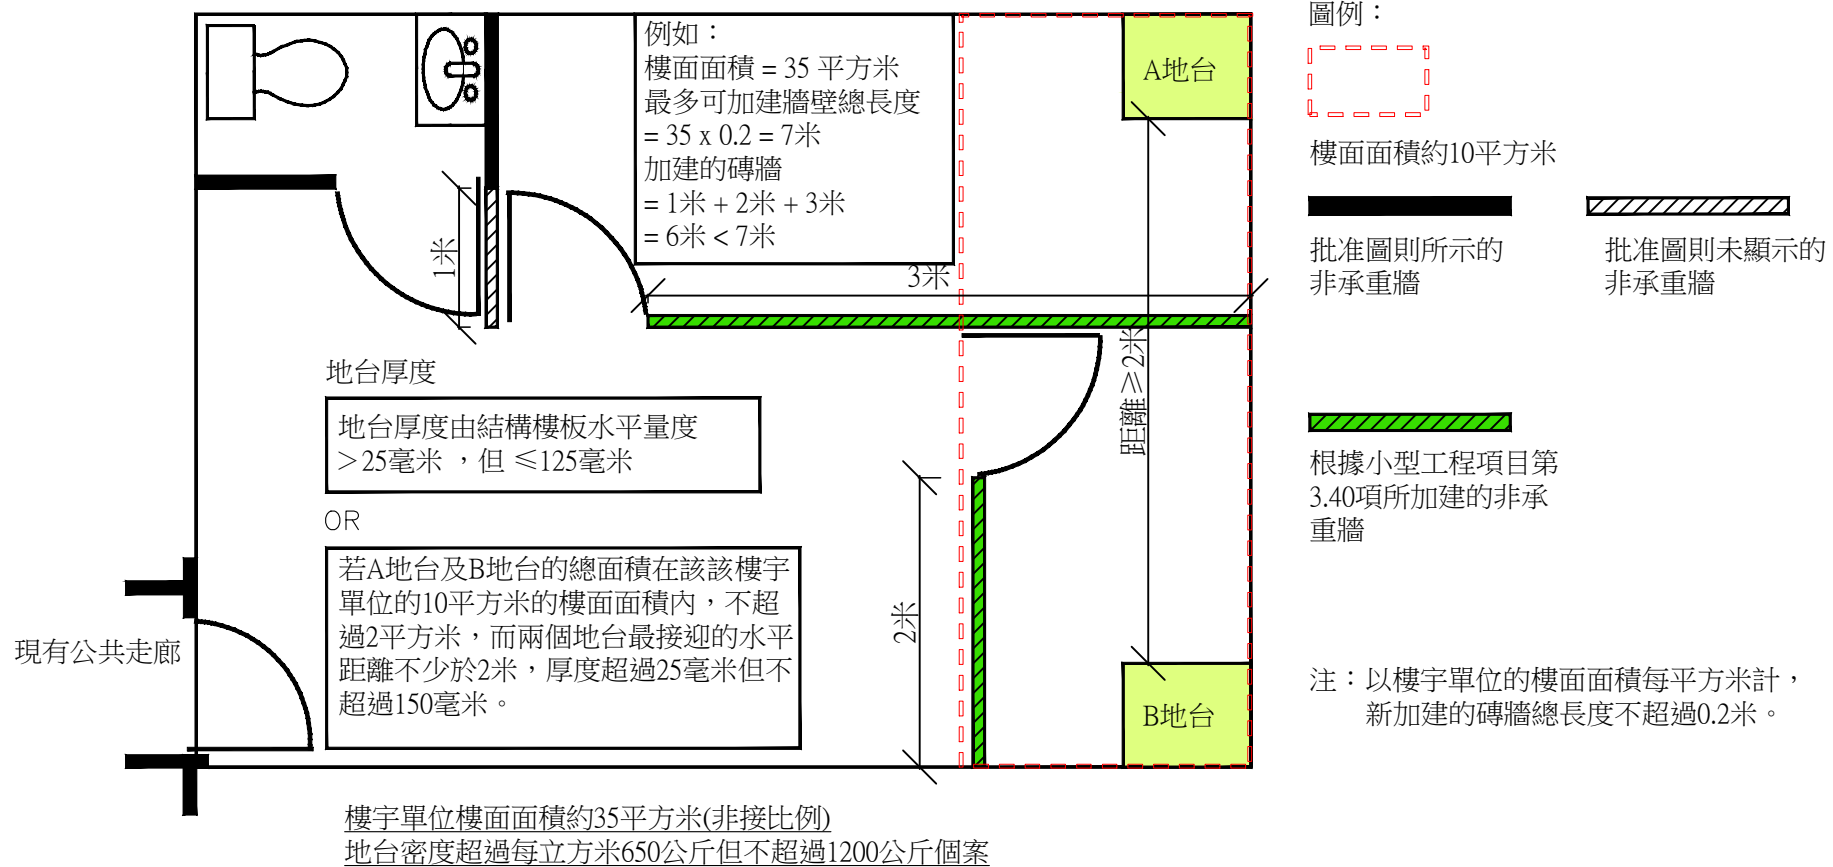 例如：
樓面面積 = 35 平方米
最多可加建牆壁總長度
= 35 x 0.2 = 7米
加建的磚牆
= 1米 + 2米 + 3米
= 6米 < 7米
A地台
1米
3米
距離≥2米
地台厚度
地台厚度由結構樓板水平量度
>25毫米 ，但 ≤125毫米
OR
若A地台及B地台的總面積在該該樓宇
單位的10平方米的樓面面積內，不超
過2平方米，而兩個地台最接迎的水平
距離不少於2米，厚度超過25毫米但不
超過150毫米。
2米
現有公共走廊
B地台
樓宇單位樓面面積約35平方米(非接比例)
地台密度超過每立方米650公斤但不超過1200公斤個案
圖例：
樓面面積約10平方米
批准圖則所示的
非承重牆
批准圖則未顯示的
非承重牆
根據小型工程項目第
3.40項所加建的非承
重牆
注：以樓宇單位的樓面面積每平方米計，
新加建的磚牆總長度不超過0.2米。